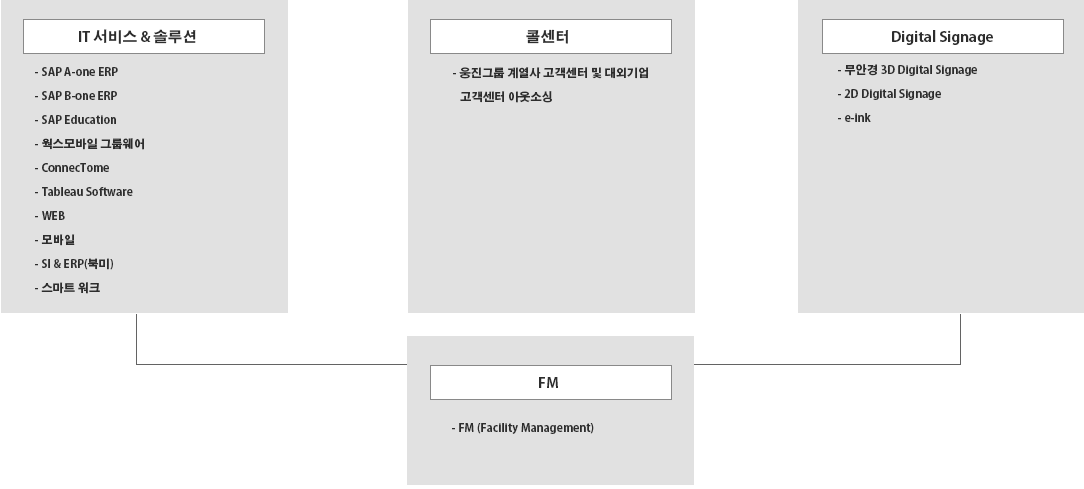 IT 서비스 & 솔루션
- SAP A-one ERP
- SAP B-one ERP
- SAP Education
- 웍스모바일 그룹웨어
- ConnecTome
- Tableau Software
- WEB
- 모바일
- SI & ERP(북미)
- 스마트 워크
콜센터
- 웅진그룹 계열사 고객센터 및 대외기업
고객센터 아웃소싱
Digital Signage
- 무안경 3D Digital Signage
- 2D Digital Signage
- e-ink
FM
- FM (Facility Management)